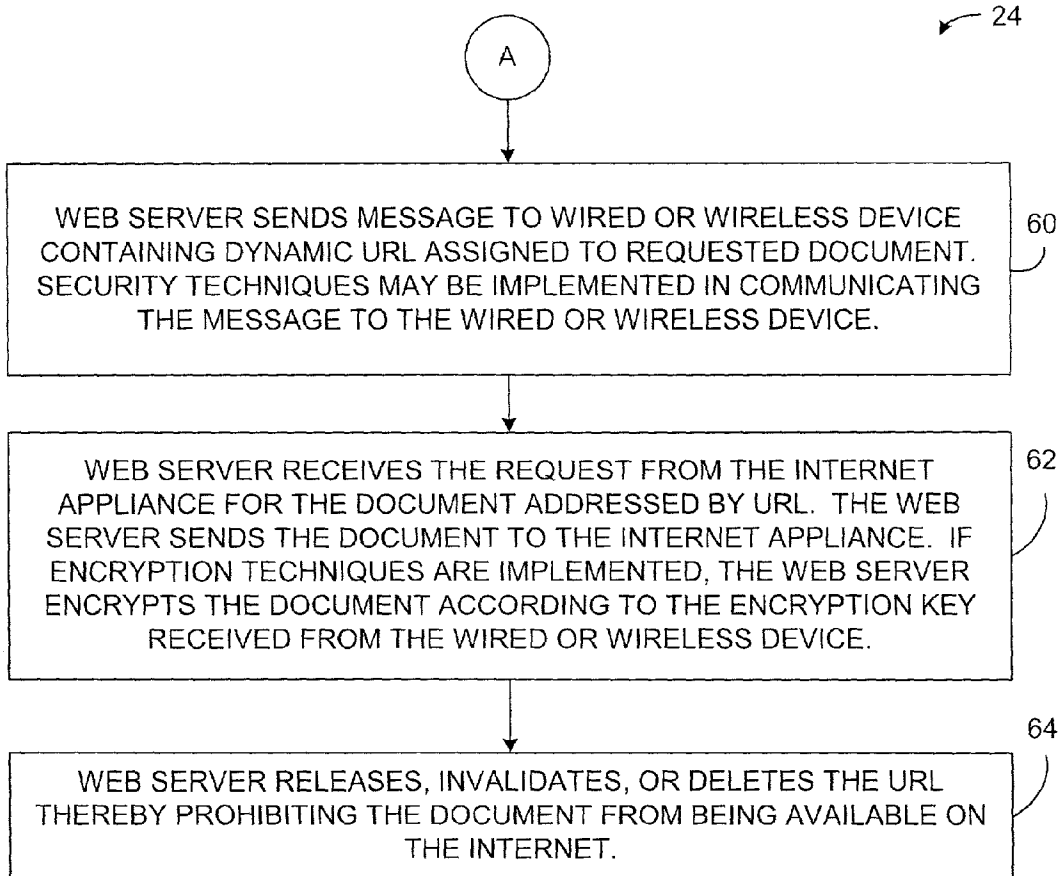 24
A
WEB SERVER SENDS MESSAGE TO WIRED OR WIRELESS DEVICE
CONTAINING DYNAMIC URL ASSIGNED TO REQUESTED DOCUMENT.
SECURITY TECHNIQUES MAY BE IMPLEMENTED IN COMMUNICATING
THE MESSAGE TO THE WIRED OR WIRELESS DEVICE.
60
WEB SERVER RECEIVES THE REQUEST FROM THE INTERNET
APPLIANCE FOR THE DOCUMENT ADDRESSED BY URL. THE WEB
SERVER SENDS THE DOCUMENT TO THE INTERNET APPLIANCE. IF
ENCRYPTION TECHNIQUES ARE IMPLEMENTED, THE WEB SERVER
ENCRYPTS THE DOCUMENT ACCORDING TO THE ENCRYPTION KEY
RECEIVED FROM THE WIRED OR WIRELESS DEVICE.
62
WEB SERVER RELEASES, INVALIDATES, OR DELETES THE URL
THEREBY PROHIBITING THE DOCUMENT FROM BEING AVAILABLE ON
THE INTERNET.
64